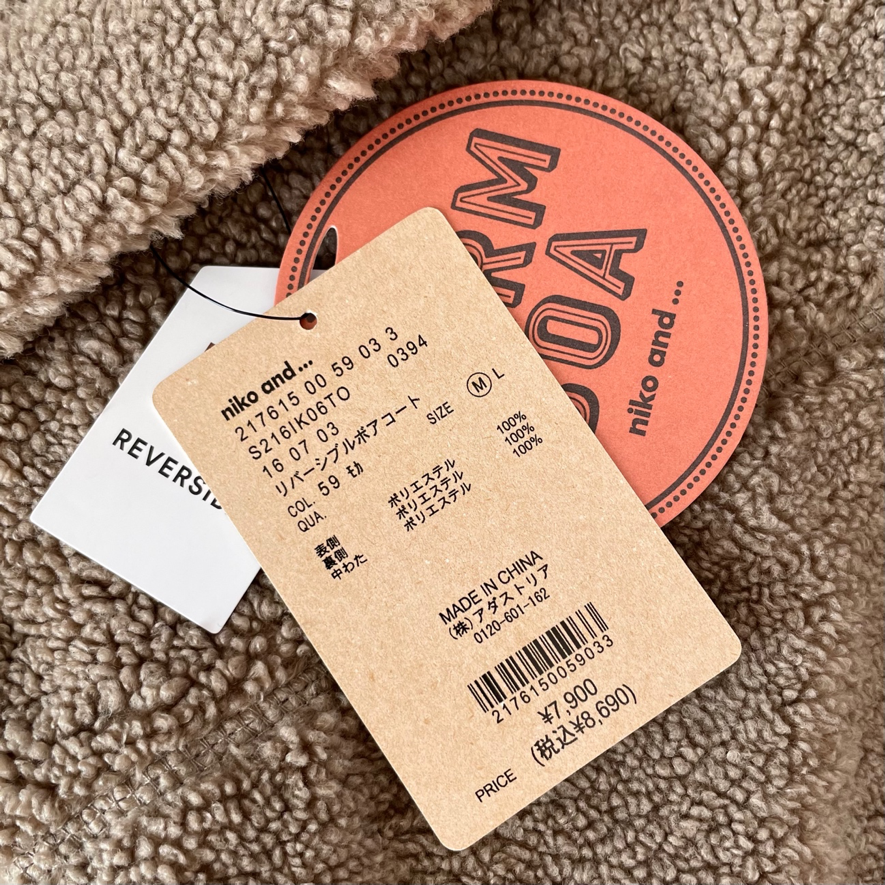 niko and ...
217615 00 59 03 3
S216IK06TO 0394
16 07 03
リバーシブルボアコート
COL. 59 ﾓｶ SIZE M L
QUA.
表側 ポリエステル 100%
裏側 ポリエステル 100%
中わた ポリエステル 100%
MADE IN CHINA
(株)アダストリア
0120-601-162
2176150059033
¥7,900
PRICE (税込¥8,690)
RM
OA
niko and ...
REVERSIB